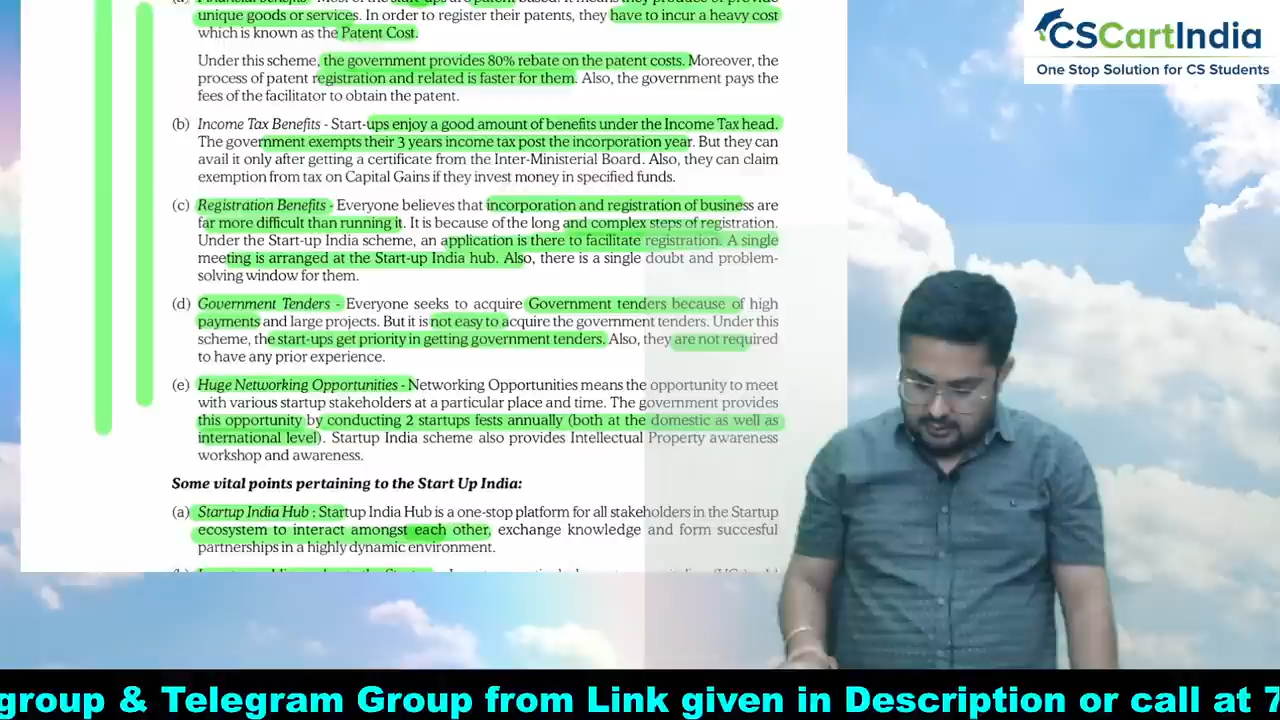 (a) Financial Benefits - Most of the start-ups are patent based. It means they produce or provide
unique goods or services. In order to register their patents, they have to incur a heavy cost
which is known as the Patent Cost.
Under this scheme, the government provides 80% rebate on the patent costs. Moreover, the
process of patent registration and related is faster for them. Also, the government pays the
fees of the facilitator to obtain the patent.
(b) Income Tax Benefits - Start-ups enjoy a good amount of benefits under the Income Tax head.
The government exempts their 3 years income tax post the incorporation year. But they can
avail it only after getting a certificate from the Inter-Ministerial Board. Also, they can claim
exemption from tax on Capital Gains if they invest money in specified funds.
(c) Registration Benefits - Everyone believes that incorporation and registration of business are
far more difficult than running it. It is because of the long and complex steps of registration.
Under the Start-up India scheme, an application is there to facilitate registration. A single
meeting is arranged at the Start-up India hub. Also, there is a single doubt and problem-
solving window for them.
(d) Government Tenders - Everyone seeks to acquire Government tenders because of high
payments and large projects. But it is not easy to acquire the government tenders. Under this
scheme, the start-ups get priority in getting government tenders. Also, they are not required
to have any prior experience.
(e) Huge Networking Opportunities - Networking Opportunities means the opportunity to meet
with various startup stakeholders at a particular place and time. The government provides
this opportunity by conducting 2 startups fests annually (both at the domestic as well as
international level). Startup India scheme also provides Intellectual Property awareness
workshop and awareness.
Some vital points pertaining to the Start Up India:
(a) Startup India Hub : Startup India Hub is a one-stop platform for all stakeholders in the Startup
ecosystem to interact amongst each other, exchange knowledge and form succesful
partnerships in a highly dynamic environment.
CSCartIndia
One Stop Solution for CS Students
group & Telegram Group from Link given in Description or call at 7